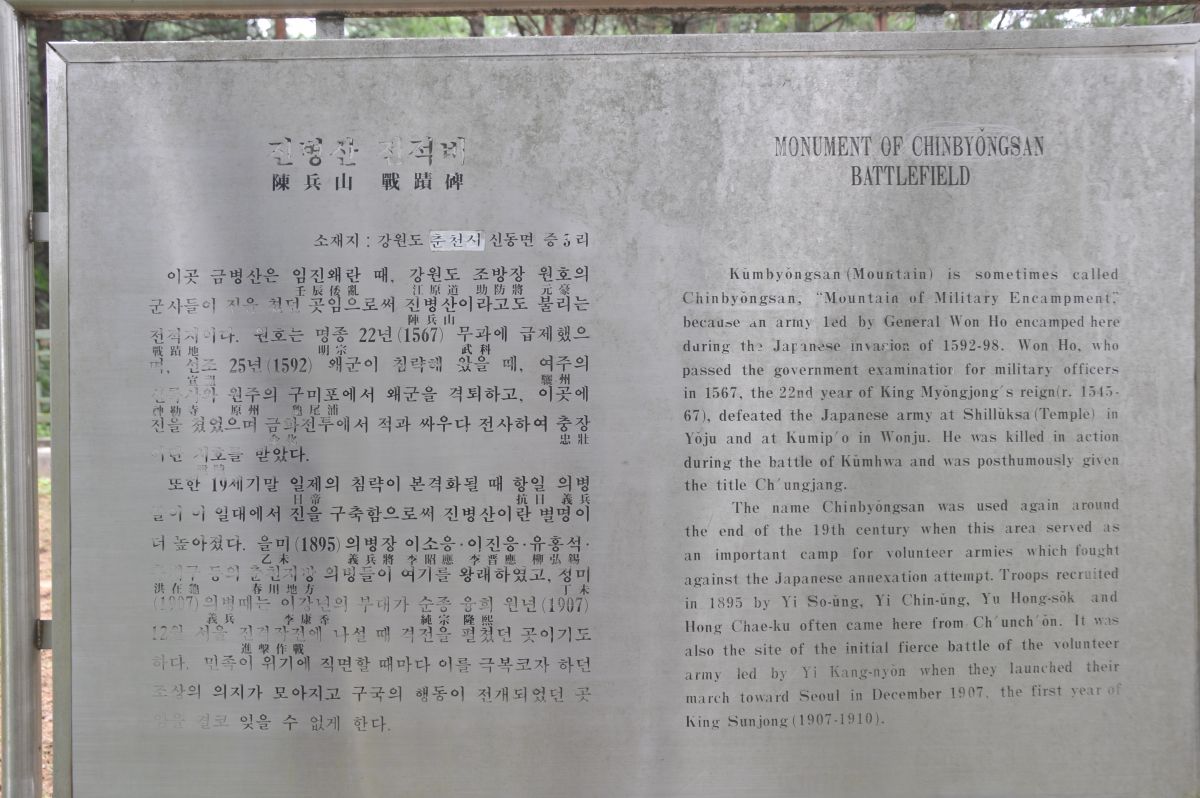 진병산 전적비
陳兵山 戰蹟碑
소재지 : 강원도 춘천시 신동면 증3리
이곳 금병산은 임진왜란 때, 강원도 조방장 원호의
壬辰倭亂 江原道 助防將 元豪
군사들이 진을 쳤던 곳임으로써 진병산이라고도 불리는
陳兵山
전적지이다. 원호는 명종 22년(1567) 무과에 급제했으
戰蹟地 明宗 武科
며, 선조 25년(1592) 왜군이 침략해 왔을 때, 여주의
宣祖 驪州
신륵사와 원주의 구미포에서 왜군을 격퇴하고, 이곳에
神勒寺 原州 龜尾浦
진을 쳤었으며 금화전투에서 적과 싸우다 전사하여 충장
忠壯
이란 시호를 받았다.
또한 19세기말 일제의 침략이 본격화될 때 항일 의병
日帝 抗日 義兵
들이 이 일대에서 진을 구축함으로써 진병산이란 별명이
더 높아졌다. 을미(1895)의병장 이소응·이진응·유홍석·
乙未 義兵將 李昭應 李晋應 柳弘錫
등의 춘천지방 의병들이 여기를 왕래하였고, 정미
洪在龜 春川地方 丁未
(1907)의병때는 이강년의 부대가 순종 융희 원년(1907)
義兵 李康秊 純宗 隆熙
12월 서울 진격작전에 나설 때 격전을 펼쳤던 곳이기도
進擊作戰
하다. 민족이 위기에 직면할 때마다 이를 극복코자 하던
조상의 의지가 모아지고 구국의 행동이 전개되었던 곳
결코 잊을 수 없게 한다.
MONUMENT OF CHINBYŎNGSAN
BATTLEFIELD
Kŭmbyŏngsan (Mountain) is sometimes called
Chinbyŏngsan, "Mountain of Military Encampment,"
because an army led by General Won Ho encamped here
during the Japanese invasion of 1592-98. Won Ho, who
passed the government examination for military officers
in 1567, the 22nd year of King Myŏngjong's reign(r. 1545-
67), defeated the Japanese army at Shillŭksa (Temple) in
Yŏju and at Kumip'o in Wonju. He was killed in action
during the battle of Kŭmhwa and was posthumously given
the title Ch'ungjang.
The name Chinbyŏngsan was used again around
the end of the 19th century when this area served as
an important camp for volunteer armies which fought
against the Japanese annexation attempt. Troops recruited
in 1895 by Yi So-ŭng, Yi Chin-ŭng, Yu Hong-sŏk and
Hong Chae-ku often came here from Ch'unch'ŏn. It was
also the site of the initial fierce battle of the volunteer
army led by Yi Kang-nyŏn when they launched their
march toward Seoul in December 1907, the first year of
King Sunjong (1907-1910).